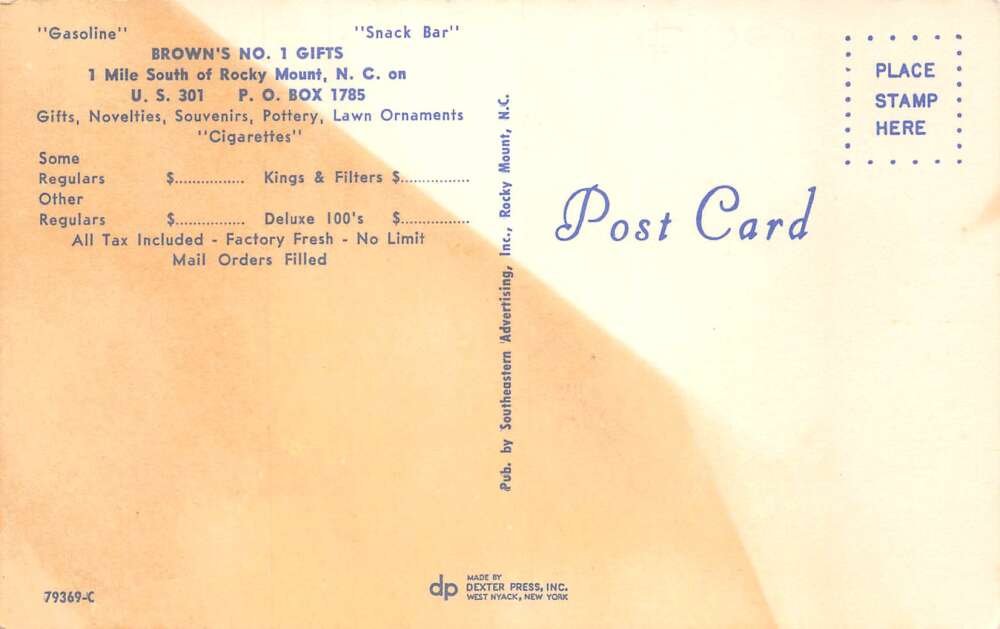 "Gasoline" "Snack Bar"
BROWN'S NO. 1 GIFTS
1 Mile South of Rocky Mount, N. C. on
U. S. 301 P. O. BOX 1785
Gifts, Novelties, Souvenirs, Pottery, Lawn Ornaments
"Cigarettes"
Some
Regulars $................ Kings & Filters $................
Other
Regulars $................ Deluxe 100's $................
All Tax Included - Factory Fresh - No Limit
Mail Orders Filled
79369-C
Pub. by Southeastern Advertising, Inc., Rocky Mount, N.C.
dp MADE BY
DEXTER PRESS, INC.
WEST NYACK, NEW YORK
Post Card
PLACE
STAMP
HERE